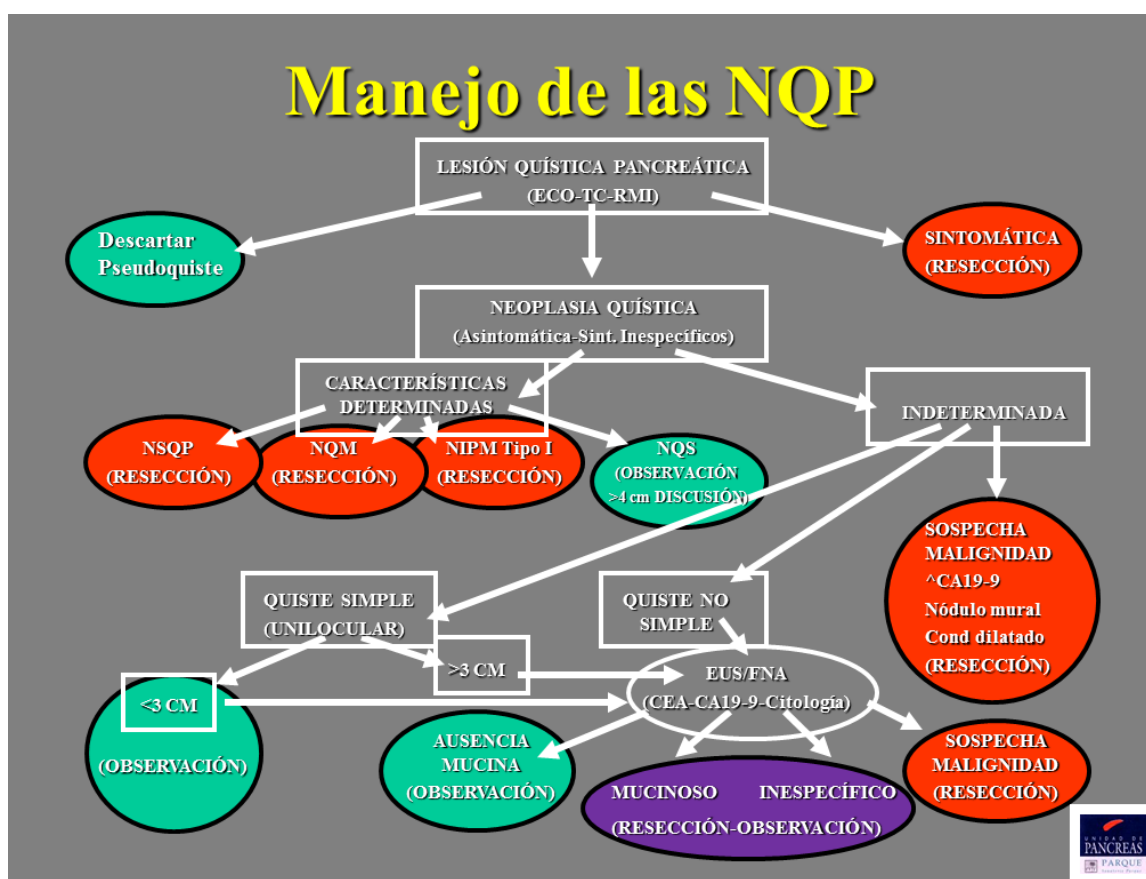 Manejo de las NQP
LESIÓN QUÍSTICA PANCREÁTICA
(ECO-TC-RMI)
Descartar
Pseudoquiste
SINTOMÁTICA
(RESECCIÓN)
NEOPLASIA QUÍSTICA
(Asintomática-Sint. Inespecíficos)
CARACTERÍSTICAS
DETERMINADAS
INDETERMINADA
NSQP
(RESECCIÓN)
NQM
(RESECCIÓN)
NIPM Tipo I
(RESECCIÓN)
NQS
(OBSERVACIÓN
>4 cm DISCUSIÓN)
SOSPECHA
MALIGNIDAD
^CA19-9
Nódulo mural
Cond dilatado
(RESECCIÓN)
QUISTE SIMPLE
(UNILOCULAR)
QUISTE NO
SIMPLE
>3 CM
EUS/FNA
(CEA-CA19-9-Citología)
<3 CM
(OBSERVACIÓN)
AUSENCIA
MUCINA
(OBSERVACIÓN)
MUCINOSO INESPECÍFICO
(RESECCIÓN-OBSERVACIÓN)
SOSPECHA
MALIGNIDAD
(RESECCIÓN)
UNIDAD DE
PANCREAS
PARQUE